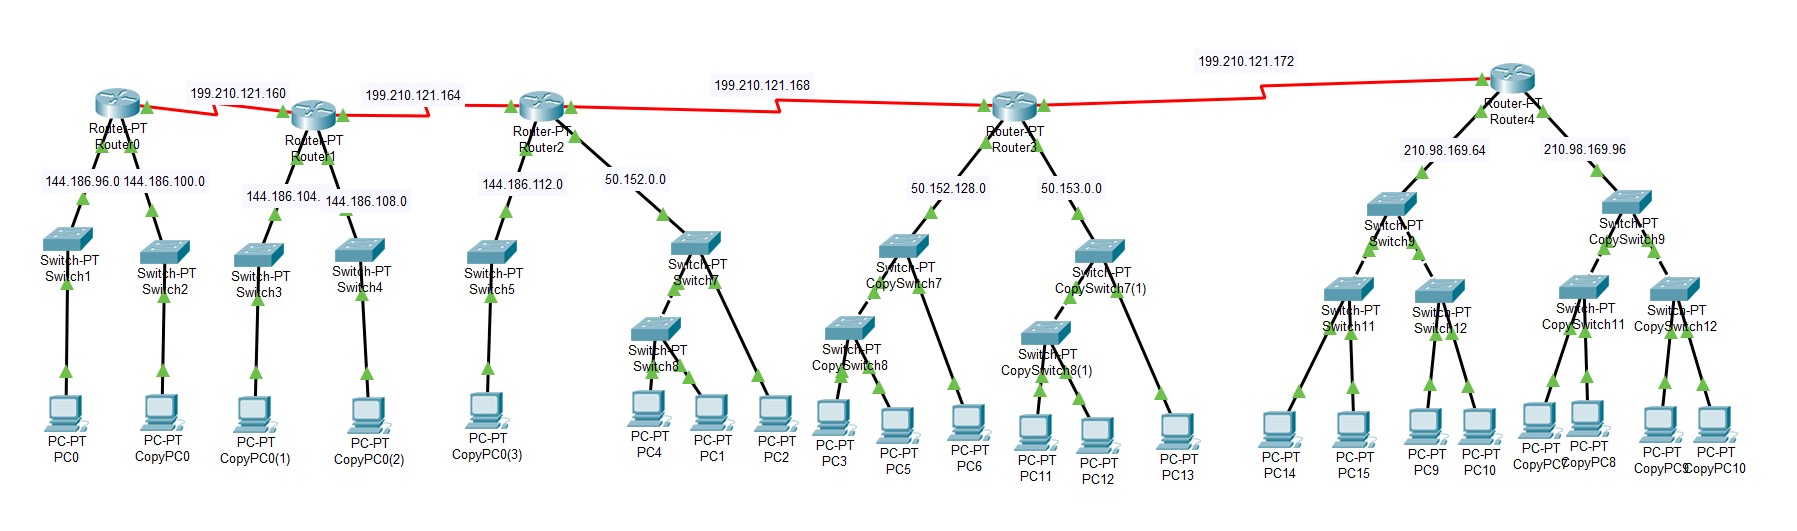 199.210.121.160
199.210.121.164
199.210.121.168
199.210.121.172
Router-PT
Router0
Router-PT
Router1
Router-PT
Router2
Router-PT
Router3
Router-PT
Router4
144.186.96.0
144.186.100.0
144.186.104.
144.186.108.0
144.186.112.0
50.152.0.0
50.152.128.0
50.153.0.0
210.98.169.64
210.98.169.96
Switch-PT
Switch1
Switch-PT
Switch2
Switch-PT
Switch3
Switch-PT
Switch4
Switch-PT
Switch5
Switch-PT
Switch7
Switch-PT
CopySwitch7
Switch-PT
CopySwitch7(1)
Switch-PT
Switch9
Switch-PT
CopySwitch9
Switch-PT
Switch8
Switch-PT
CopySwitch8
Switch-PT
CopySwitch8(1)
Switch-PT
Switch11
Switch-PT
Switch12
Switch-PT
CopySwitch11
Switch-PT
CopySwitch12
PC-PT
PC0
PC-PT
CopyPC0
PC-PT
CopyPC0(1)
PC-PT
CopyPC0(2)
PC-PT
CopyPC0(3)
PC-PT
PC4
PC-PT
PC1
PC-PT
PC2
PC-PT
PC3
PC-PT
PC5
PC-PT
PC6
PC-PT
PC11
PC-PT
PC12
PC-PT
PC13
PC-PT
PC14
PC-PT
PC15
PC-PT
PC9
PC-PT
PC10
PC-PT
CopyPC7
PC-PT
CopyPC8
PC-PT
CopyPC9
PC-PT
CopyPC10